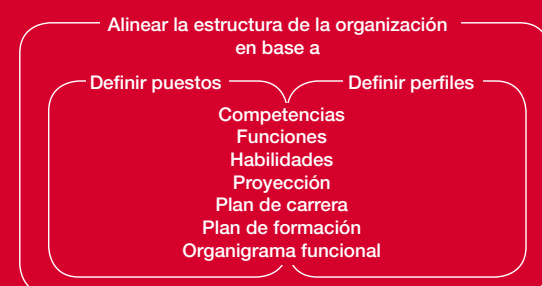 Alinear la estructura de la organización
en base a
Definir puestos
Definir perfiles
Competencias
Funciones
Habilidades
Proyección
Plan de carrera
Plan de formación
Organigrama funcional